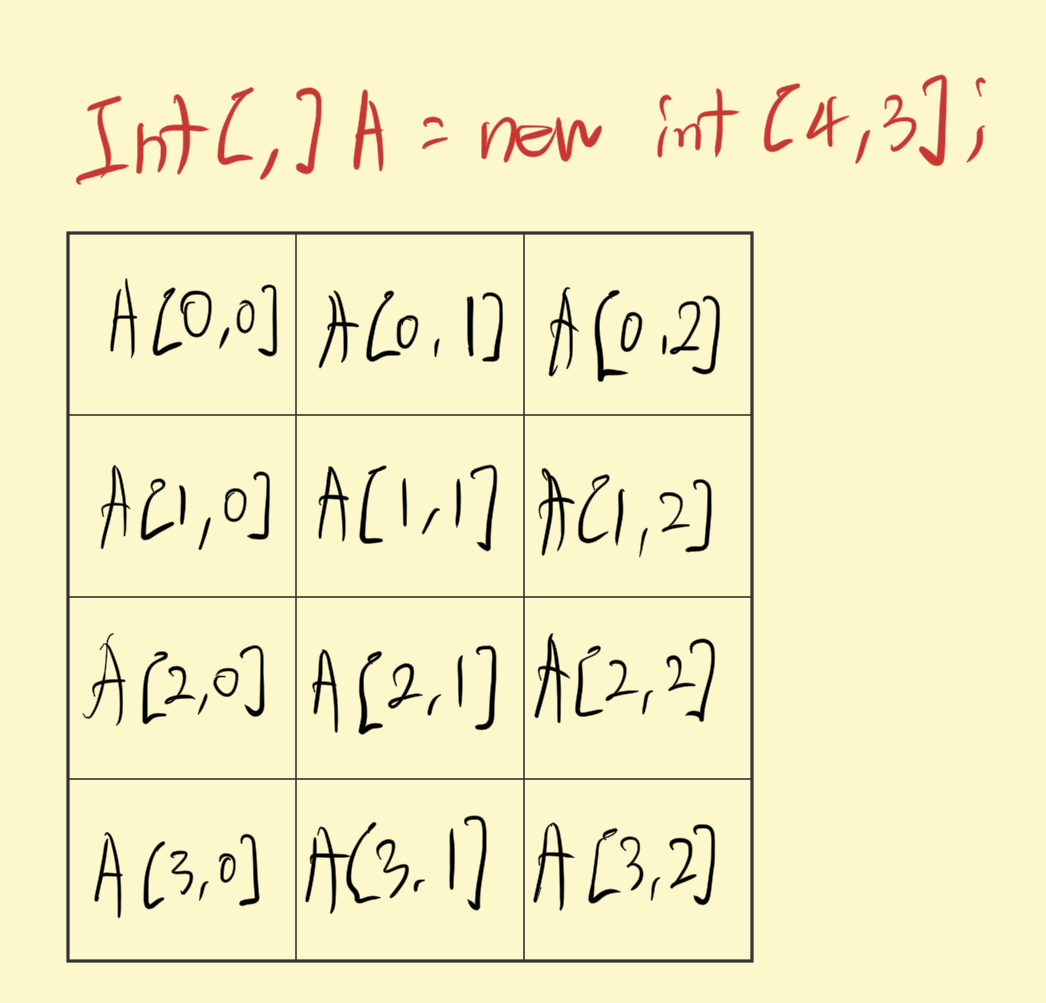 Int[,] A = new int [4,3];
A[0,0] A[0,1] A[0,2]
A[1,0] A[1,1] A[1,2]
A[2,0] A[2,1] A[2,2]
A[3,0] A[3,1] A[3,2]